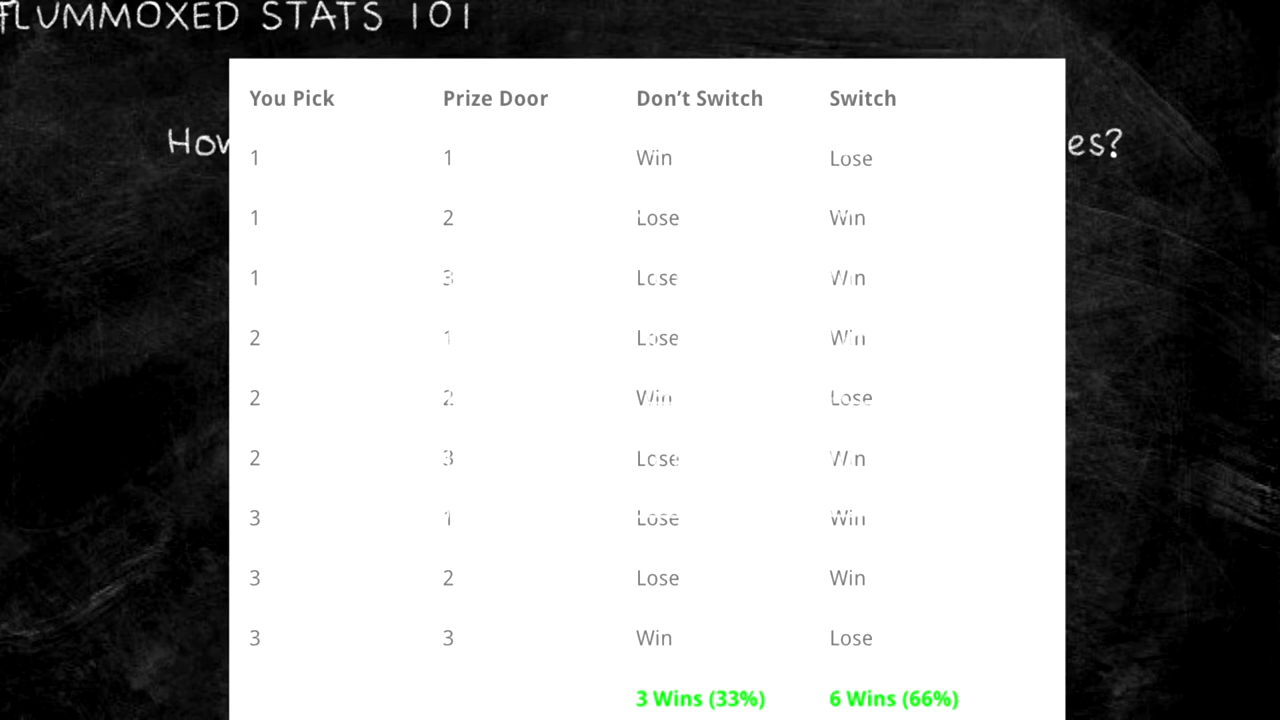 FLUMMOXED STATS 101
You Pick Prize Door Don't Switch Switch
1 1 Win Lose
1 2 Lose Win
1 3 Lose Win
2 1 Lose Win
2 2 Win Lose
2 3 Lose Win
3 1 Lose Win
3 2 Lose Win
3 3 Win Lose
3 Wins (33%) 6 Wins (66%)